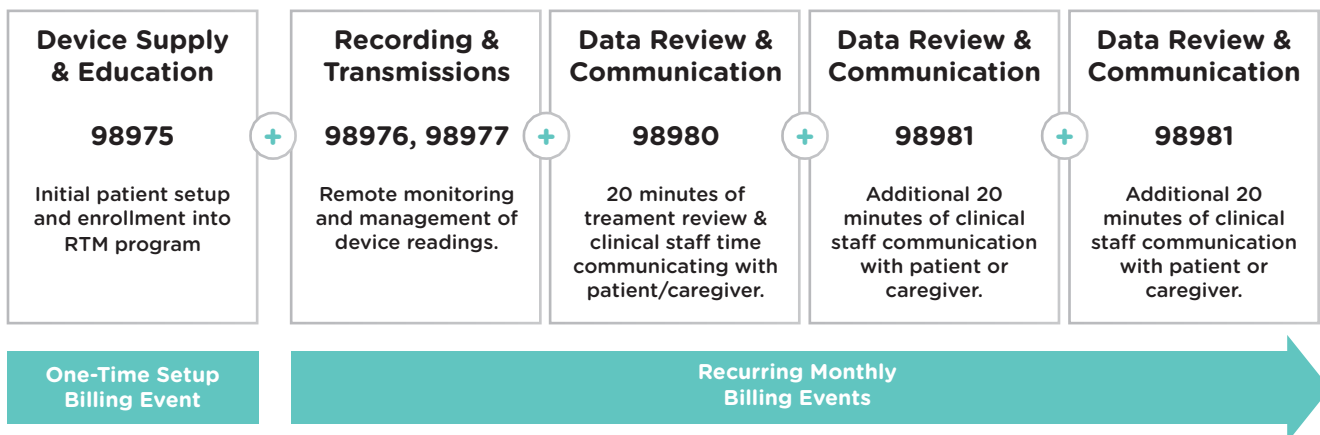 Device Supply
& Education
98975
Initial patient setup
and enrollment into
RTM program
+
Recording &
Transmissions
98976, 98977
Remote monitoring
and management of
device readings.
+
Data Review &
Communication
98980
20 minutes of
treament review &
clinical staff time
communicating with
patient/caregiver.
+
Data Review &
Communication
98981
Additional 20
minutes of clinical
staff communication
with patient or
caregiver.
+
Data Review &
Communication
98981
Additional 20
minutes of clinical
staff communication
with patient or
caregiver.
One-Time Setup
Billing Event
Recurring Monthly
Billing Events